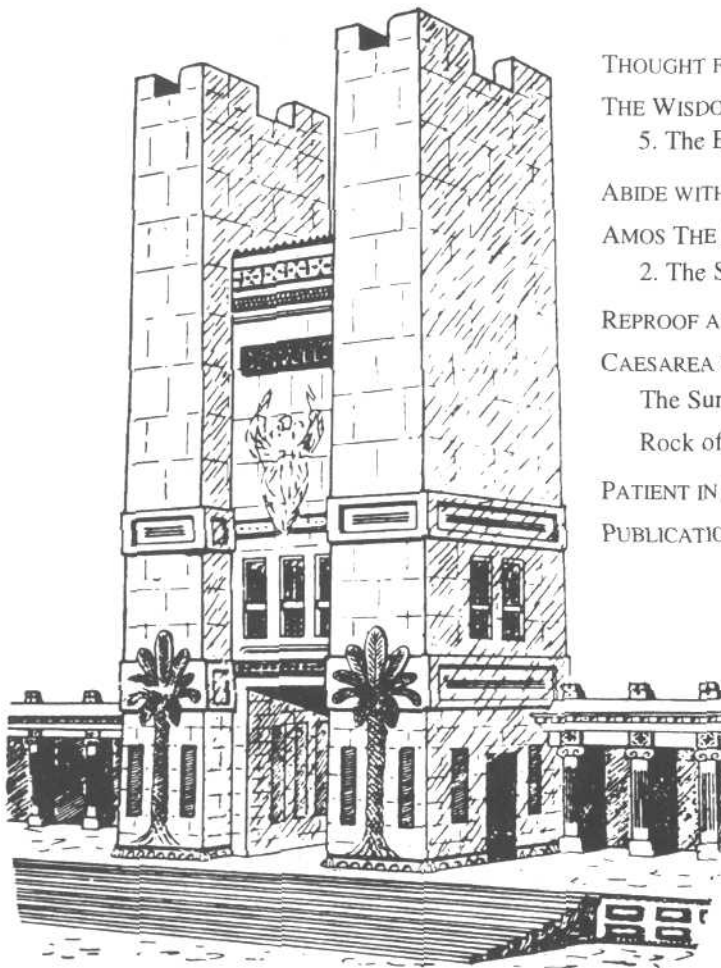 THOUGHT F
THE WISDO
5. The E
ABIDE WITH
AMOS THE
2. The S
REPROOF A
CAESAREA
The Sur
Rock of
PATIENT IN
PUBLICATIO